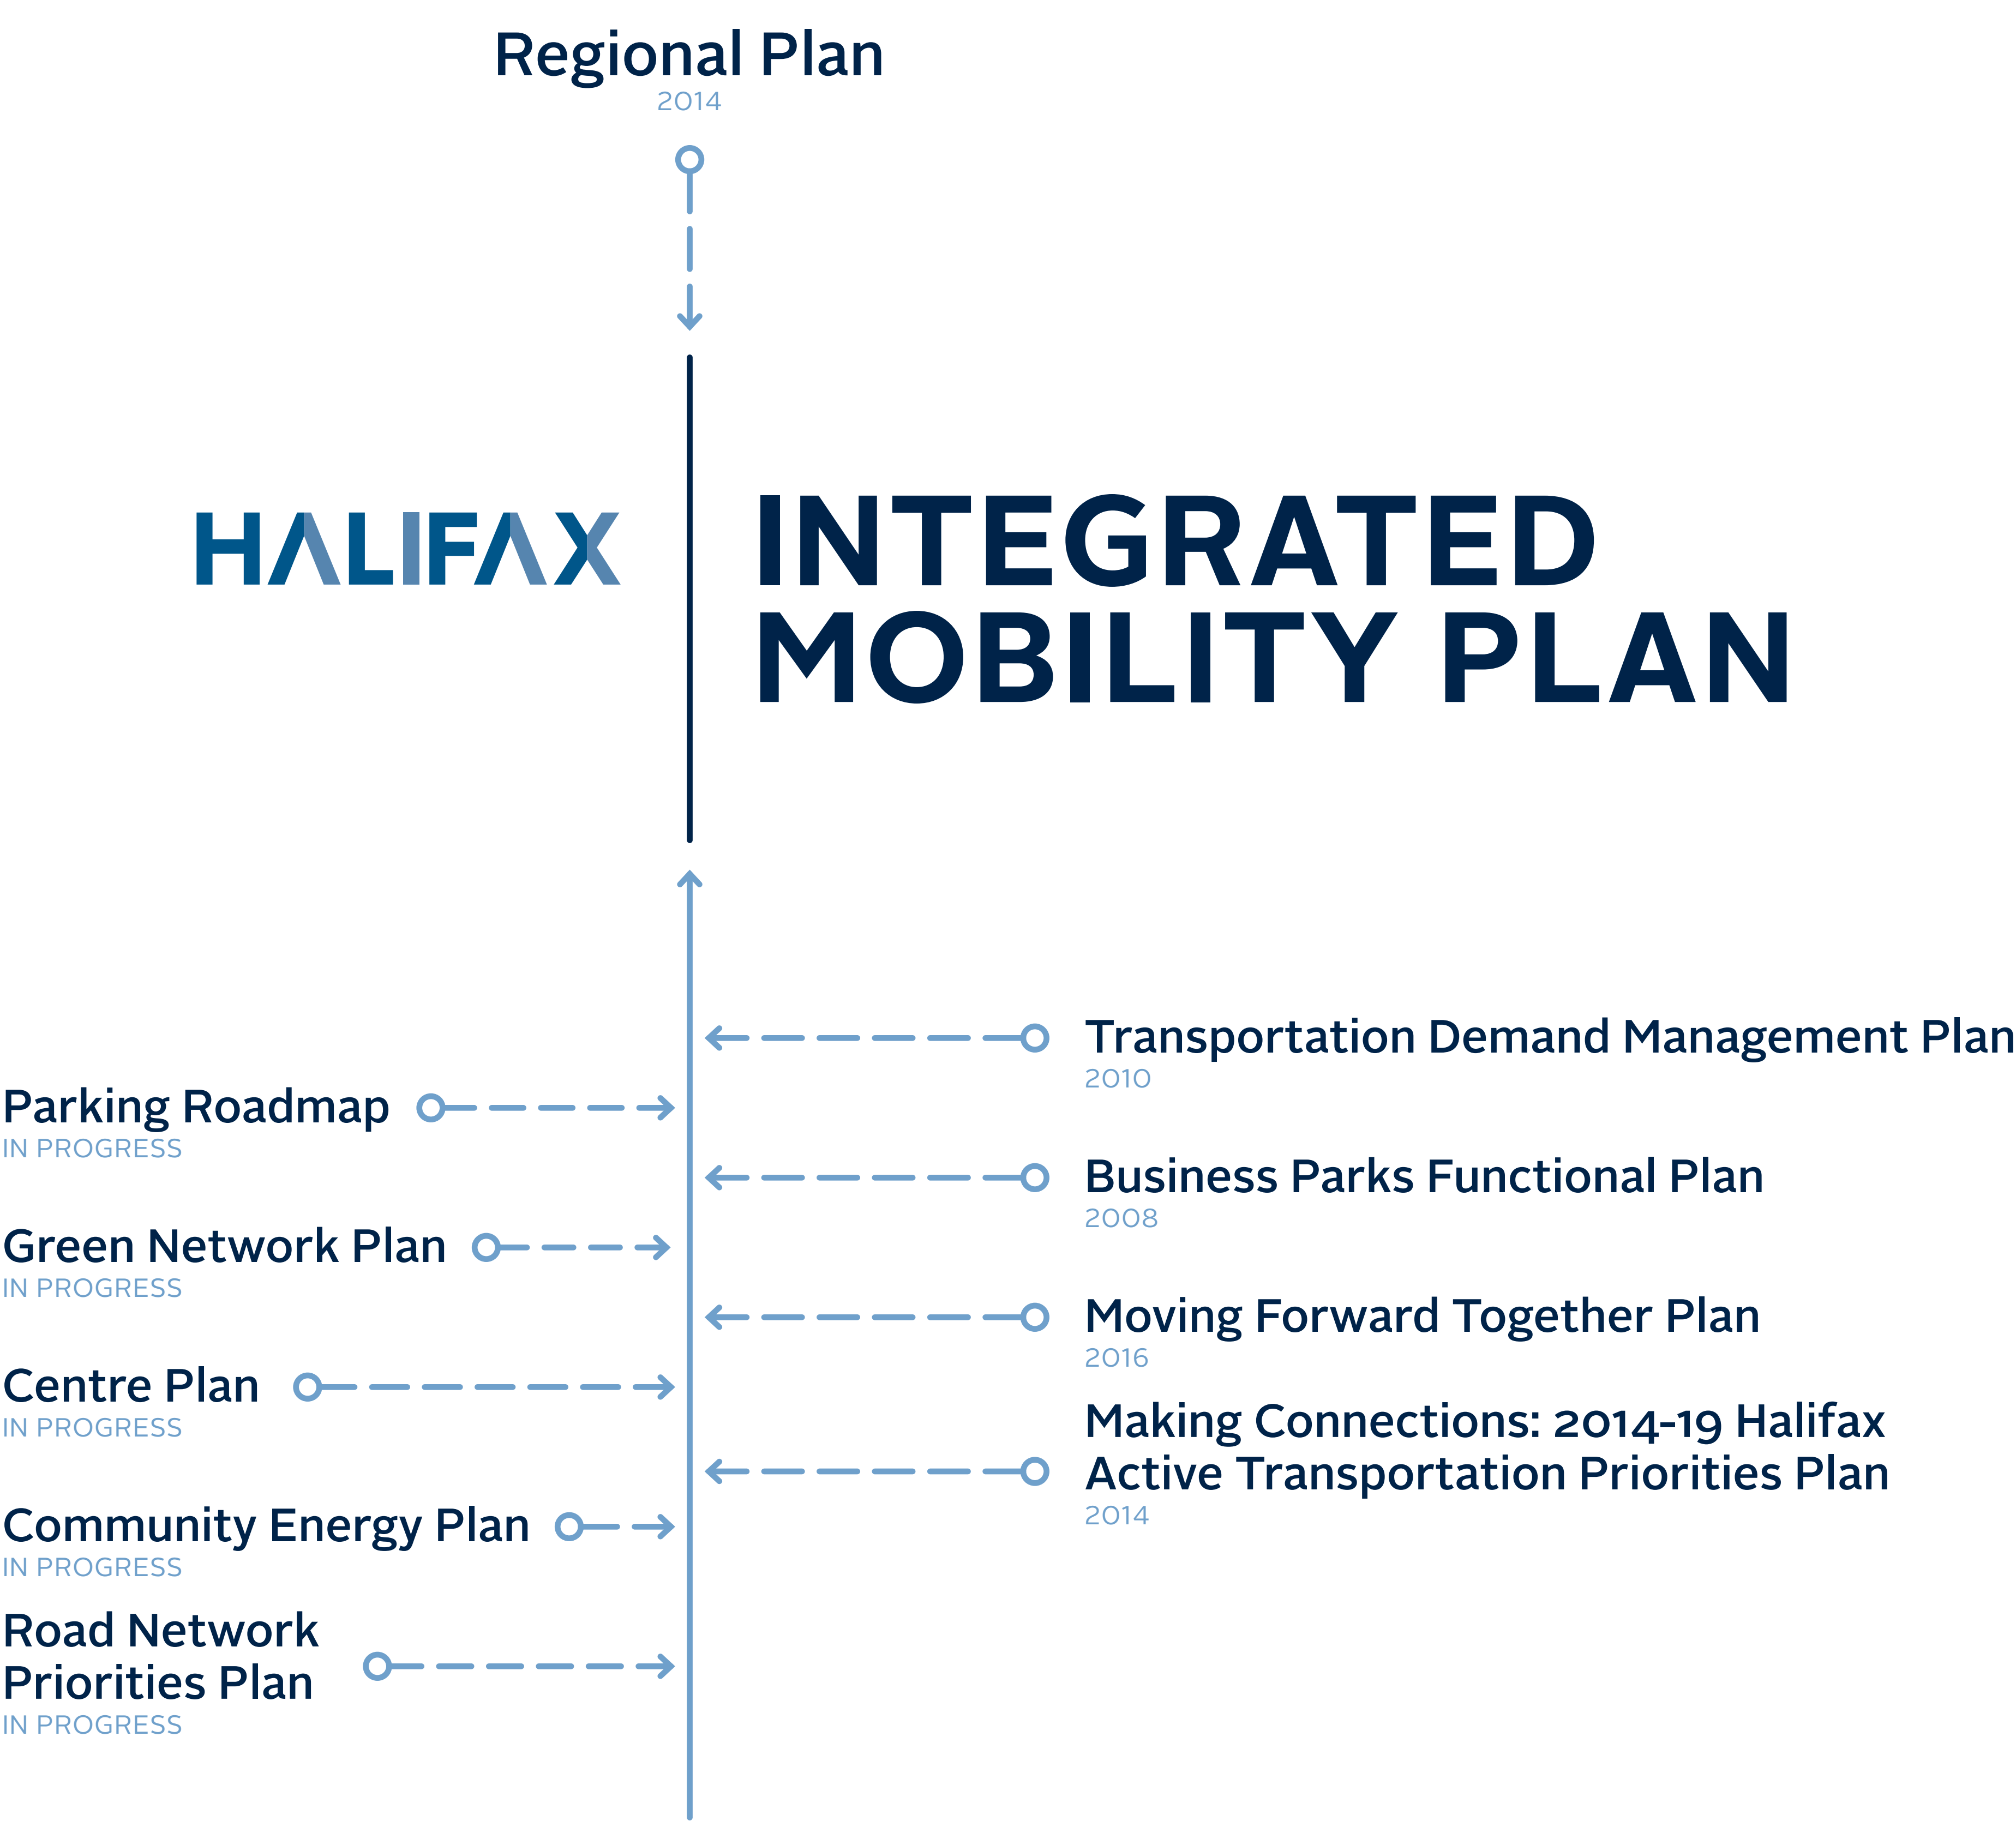 Regional Plan
2014
HALIFAX
INTEGRATED
MOBILITY PLAN
Transportation Demand Management Plan
2010
Parking Roadmap
IN PROGRESS
Business Parks Functional Plan
2008
Green Network Plan
IN PROGRESS
Moving Forward Together Plan
2016
Centre Plan
IN PROGRESS
Making Connections: 2014-19 Halifax
Active Transportation Priorities Plan
2014
Community Energy Plan
IN PROGRESS
Road Network
Priorities Plan
IN PROGRESS